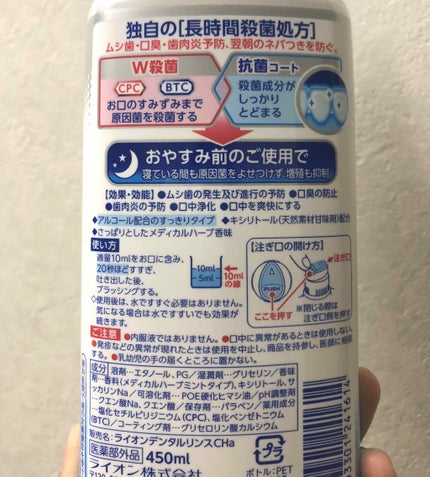 独自の[長時間殺菌処方]
ムシ歯・口臭・歯肉炎予防、翌朝のネバつきを防ぐ。
W殺菌
CPC BTC
お口のすみずみまで
原因菌を殺菌する
抗菌コート
殺菌成分が
しっかり
とどまる
おやすみ前のご使用で
寝ている間も原因菌をよせつけず、増殖も抑制
【効果・効能】●ムシ歯の発生及び進行の予防 ●口臭の防止
●歯肉炎の予防 ●口中浄化 ●口中を爽快にする
◆アルコール配合のすっきりタイプ ◆キシリトール(天然素材甘味剤)配合
◆さっぱりとしたメディカルハーブ香味
使い方
適量10mlをお口に含み、
20秒ほどすすぎ、
吐き出した後、
ブラッシングする。
10ml
5ml
10ml
の線
◇使用後は、水ですすぐ必要はありません。
気になる場合は水ですすいでも効果が
続きます。
【注ぎ口の開け方】
注ぎ口
PUSH
ここを押す
※閉じる際は
注ぎ口側を押す
ご注意 ●内服液ではありません。●口中に異常があるときは使用しない。
●発疹などの異常が現れたときは使用を中止し、商品を持参し、医師に相談
する。●乳幼児の手の届くところに置かない。
成分 溶剤…エタノール、PG/湿潤剤…グリセリン/香味
剤…香料(メディカルハーブミントタイプ)、キシリトール、サ
ッカリンNa/可溶化剤…POE硬化ヒマシ油/pH調整剤
…クエン酸Na、クエン酸/保存剤…パラベン/薬用成分
…塩化セチルピリジニウム(CPC)、塩化ベンゼトニウム
(BTC)/コーティング剤…グリセロリン酸カルシウム
販売名:ライオンデンタルリンスCHa
医薬部外品 450ml
ライオン株式会社
プラ
ボトル:PET
3301241614